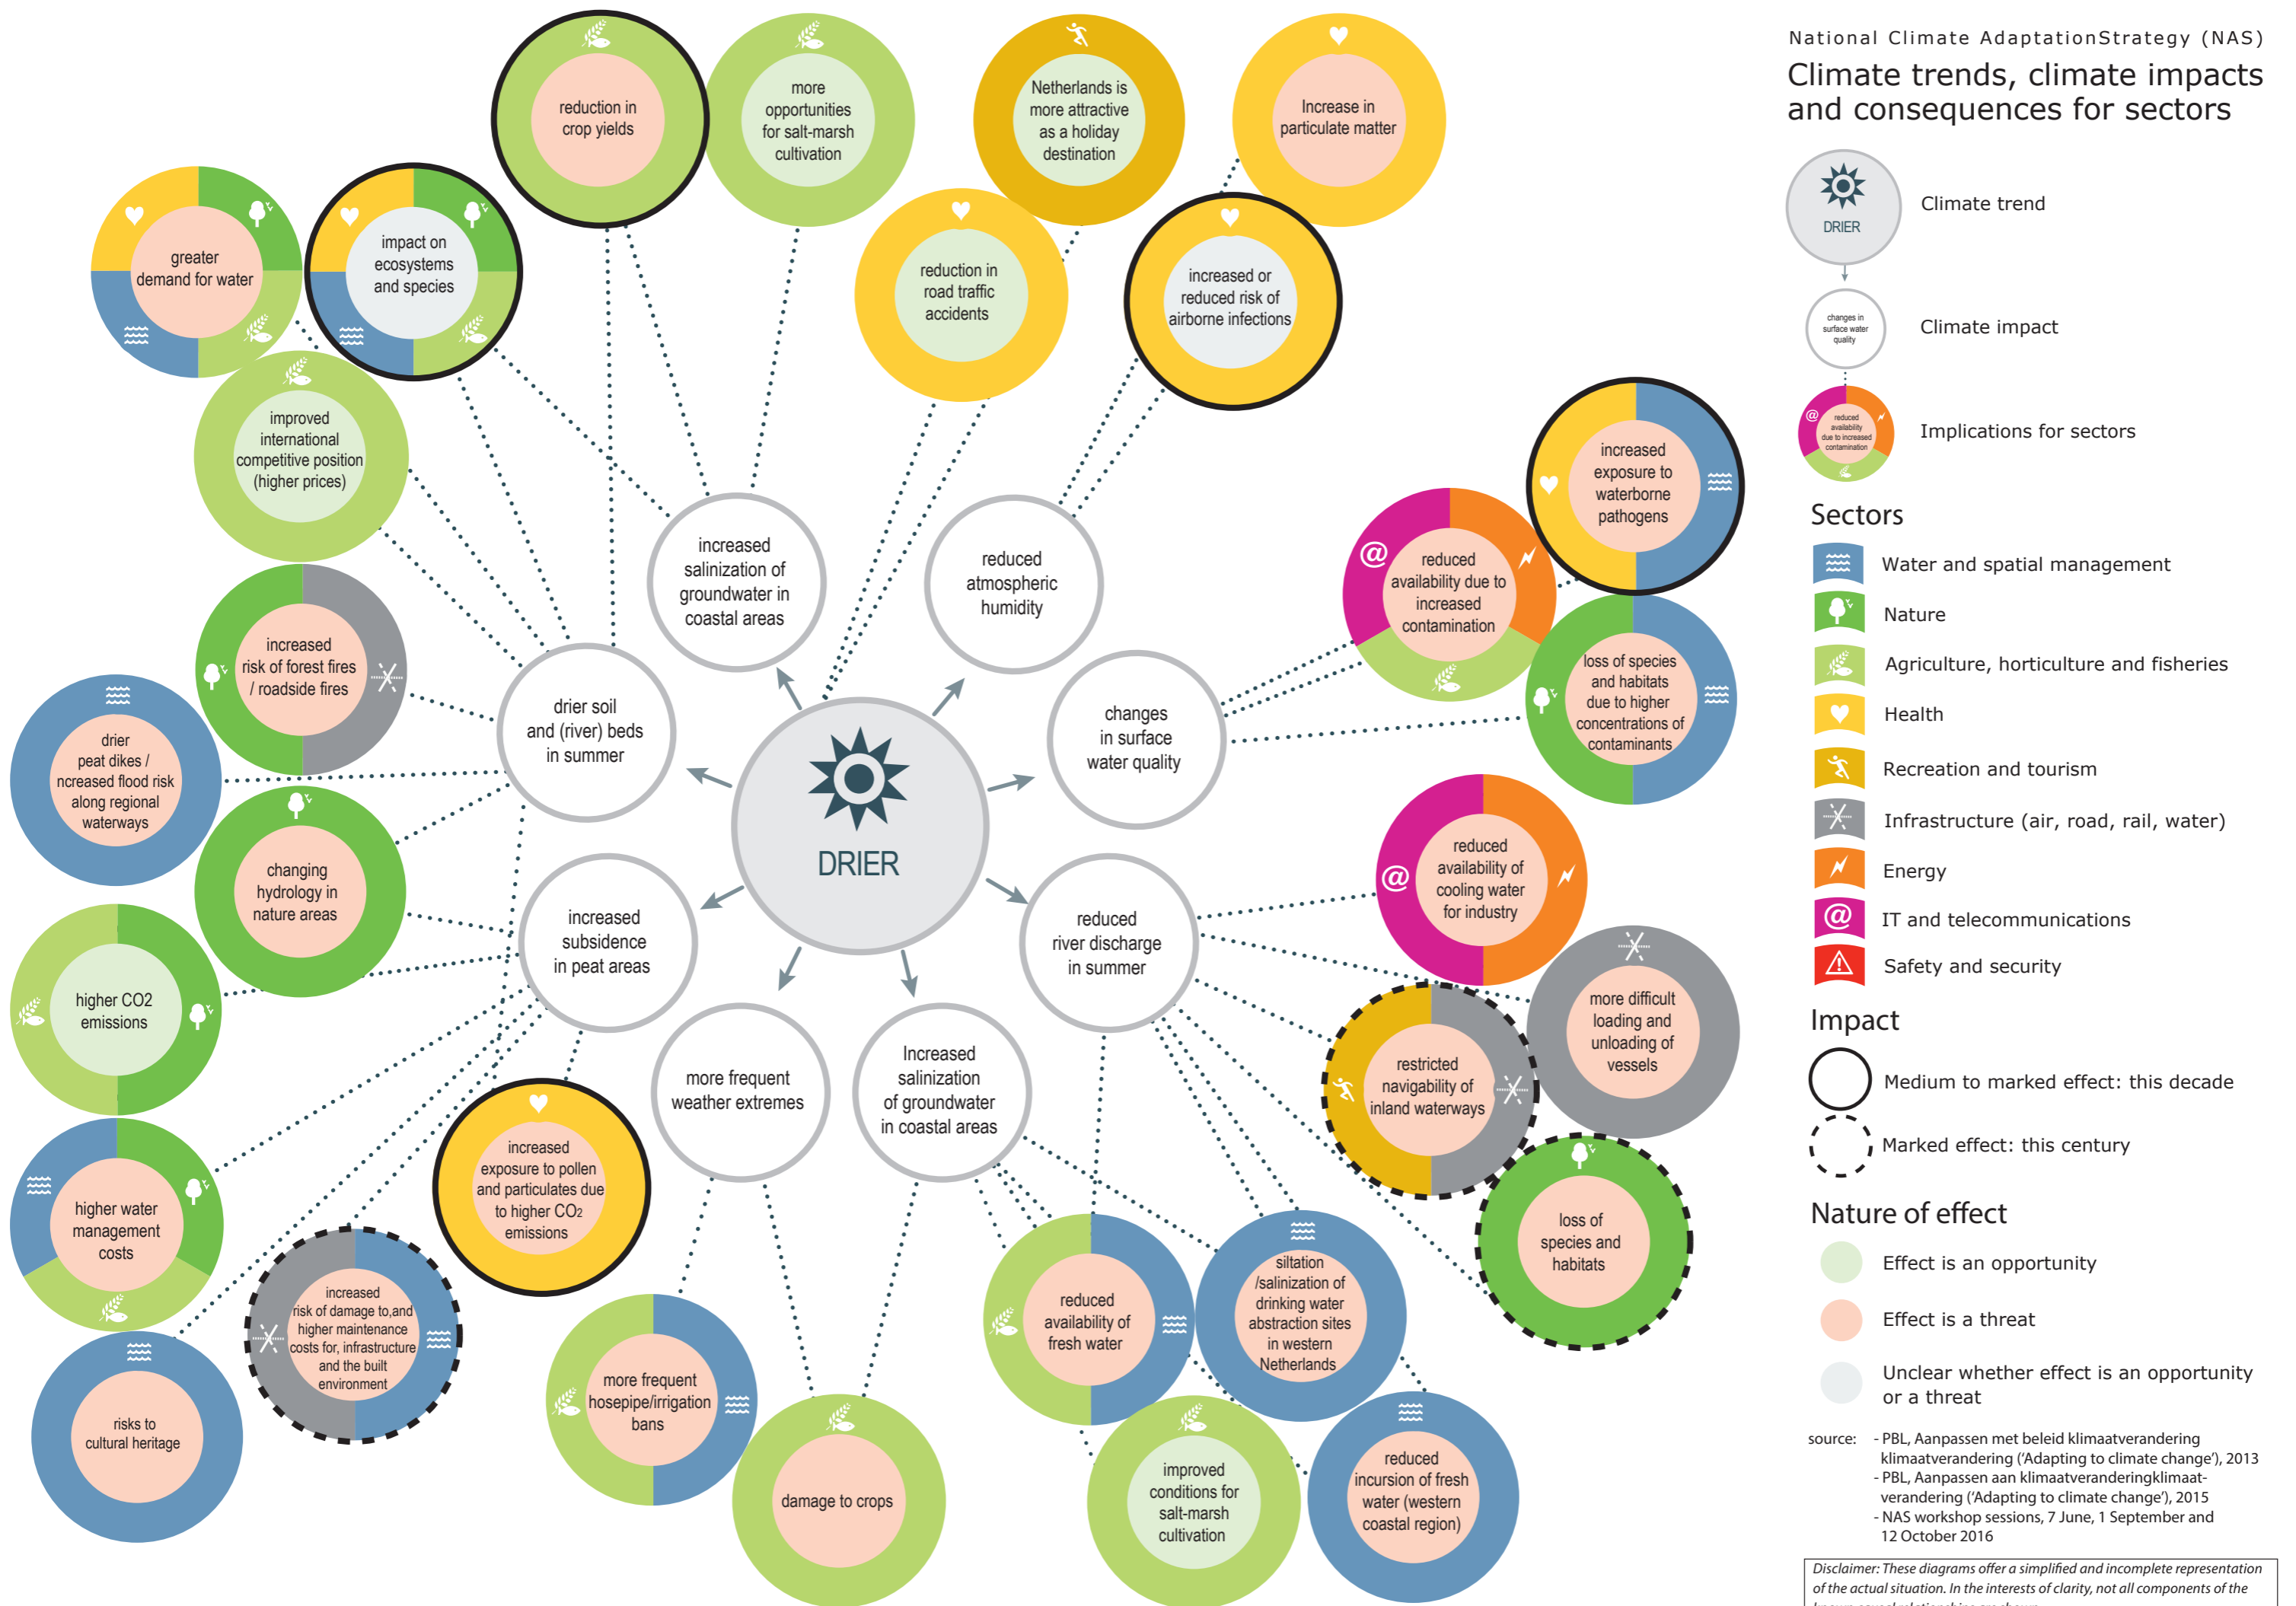 National Climate AdaptationStrategy (NAS)
Climate trends, climate impacts
and consequences for sectors
DRIER
Climate trend
changes in
surface water
quality
Climate impact
@
reduced
availability
due to increased
contamination
Implications for sectors
Sectors
Water and spatial management
Nature
Agriculture, horticulture and fisheries
Health
Recreation and tourism
Infrastructure (air, road, rail, water)
Energy
@
IT and telecommunications
Safety and security
Impact
Medium to marked effect: this decade
Marked effect: this century
Nature of effect
Effect is an opportunity
Effect is a threat
Unclear whether effect is an opportunity
or a threat
source:
- PBL, Aanpassen met beleid klimaatverandering
klimaatverandering ('Adapting to climate change'), 2013
- PBL, Aanpassen aan klimaatveranderingklimaat-
verandering ('Adapting to climate change'), 2015
- NAS workshop sessions, 7 June, 1 September and
12 October 2016
Disclaimer: These diagrams offer a simplified and incomplete representation
of the actual situation. In the interests of clarity, not all components of the
reduction in
crop yields
more
opportunities
for salt-marsh
cultivation
Netherlands is
more attractive
as a holiday
destination
Increase in
particulate matter
greater
demand for water
impact on
ecosystems
and species
reduction in
road traffic
accidents
increased or
reduced risk of
airborne infections
improved
international
competitive position
(higher prices)
increased
exposure to
waterborne
pathogens
@
reduced
availability due to
increased
contamination
increased
salinization of
groundwater in
coastal areas
reduced
atmospheric
humidity
increased
risk of forest fires
/ roadside fires
loss of species
and habitats
due to higher
concentrations of
contaminants
drier soil
and (river) beds
in summer
changes
in surface
water quality
drier
peat dikes /
ncreased flood risk
along regional
waterways
DRIER
changing
hydrology in
nature areas
@
reduced
availability of
cooling water
for industry
increased
subsidence
in peat areas
reduced
river discharge
in summer
higher CO2
emissions
more difficult
loading and
unloading of
vessels
more frequent
weather extremes
Increased
salinization
of groundwater
in coastal areas
restricted
navigability of
inland waterways
increased
exposure to pollen
and particulates due
to higher CO2
emissions
higher water
management
costs
loss of
species and
habitats
increased
risk of damage to,and
higher maintenance
costs for, infrastructure
and the built
environment
reduced
availability of
fresh water
siltation
/salinization of
drinking water
abstraction sites
in western
Netherlands
risks to
cultural heritage
more frequent
hosepipe/irrigation
bans
damage to crops
improved
conditions for
salt-marsh
cultivation
reduced
incursion of fresh
water (western
coastal region)